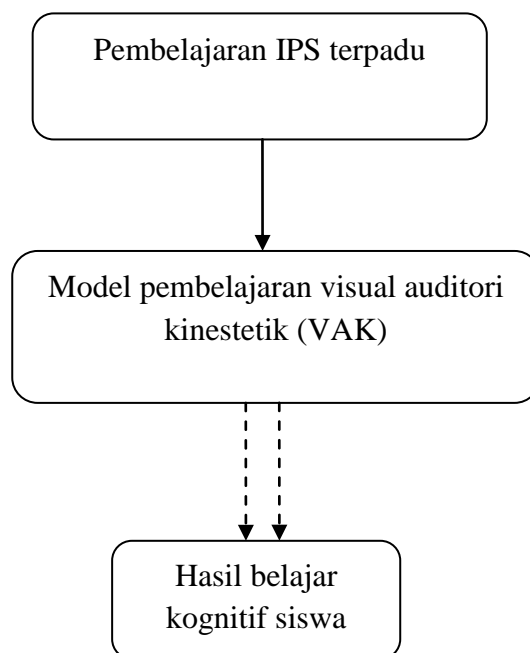 Pembelajaran IPS terpadu
Model pembelajaran visual auditori
kinestetik (VAK)
Hasil belajar
kognitif siswa